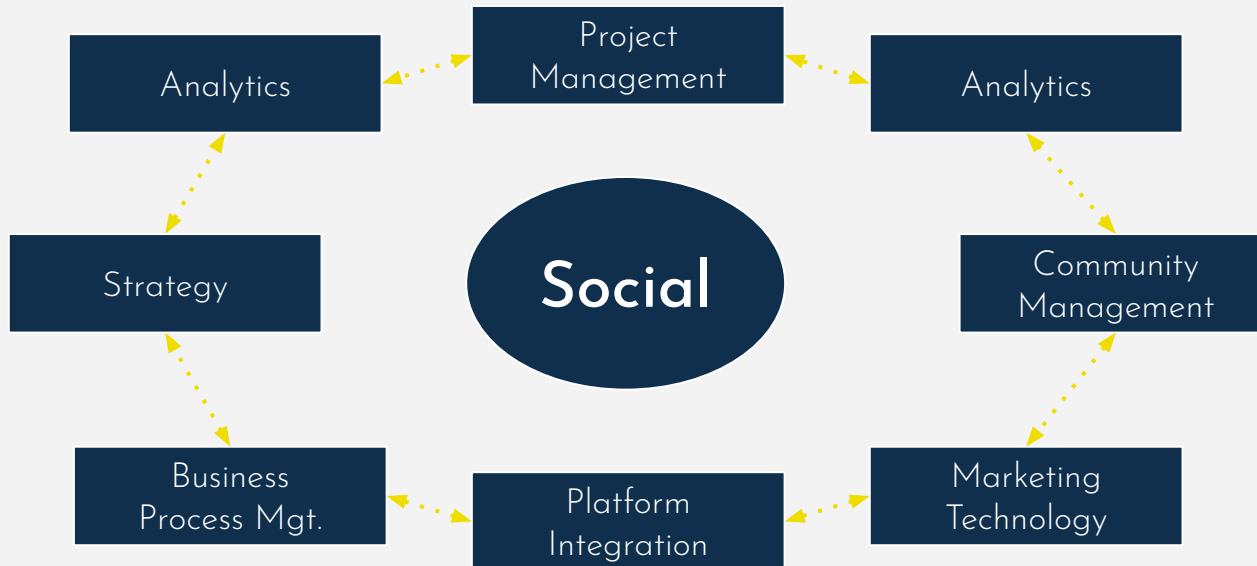 Project
Management
Analytics
Analytics
Strategy
Social
Community
Management
Business
Process Mgt.
Platform
Integration
Marketing
Technology